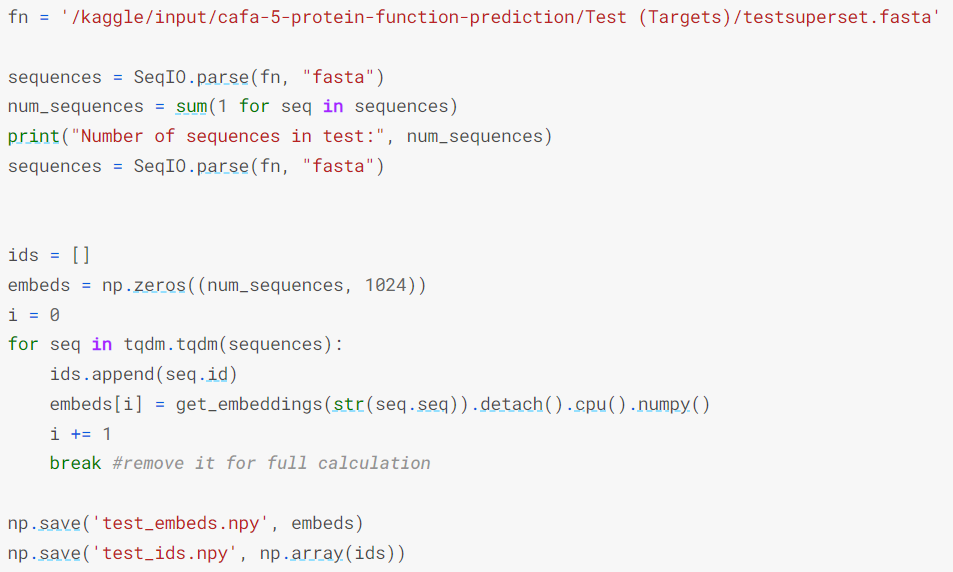 fn = '/kaggle/input/cafa-5-protein-function-prediction/Test (Targets)/testsuperset.fasta'
sequences = SeqIO.parse(fn, "fasta")
num_sequences = sum(1 for seq in sequences)
print("Number of sequences in test:", num_sequences)
sequences = SeqIO.parse(fn, "fasta")
ids = []
embeds = np.zeros((num_sequences, 1024))
i = 0
for seq in tqdm.tqdm(sequences):
    ids.append(seq.id)
    embeds[i] = get_embeddings(str(seq.seq)).detach().cpu().numpy()
    i += 1
    break #remove it for full calculation
np.save('test_embeds.npy', embeds)
np.save('test_ids.npy', np.array(ids))